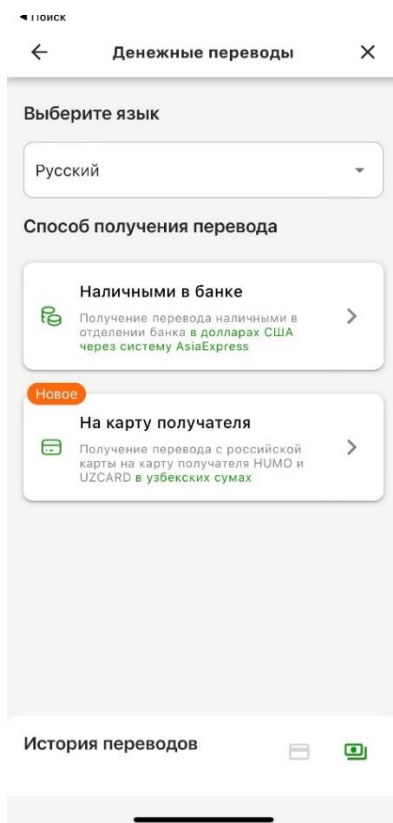 Поиск
Денежные переводы
Выберите язык
Русский
Способ получения перевода
Наличными в банке
Получение перевода наличными в
отделении банка в долларах США
через систему AsiaExpress
Новое
На карту получателя
Получение перевода с российской
карты на карту получателя HUMO и
UZCARD в узбекских сумах
История переводов